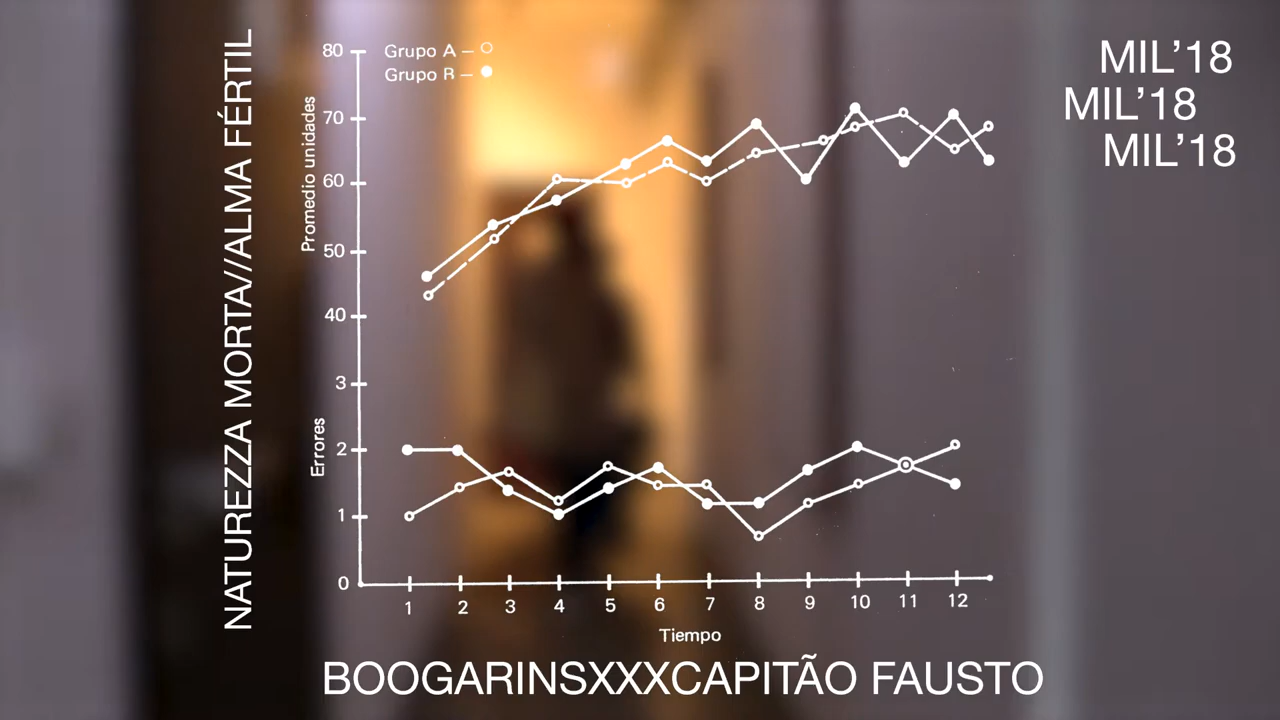 NATUREZZA MORTA//ALMA FÉRTIL
MIL'18
MIL'18
MIL'18
Grupo A –
Grupo B –
Promedio unidades
80
70
60
50
40
Errores
3
2
1
0
1 2 3 4 5 6 7 8 9 10 11 12
Tiempo
BOOGARINSXXXCAPITÃO FAUSTO